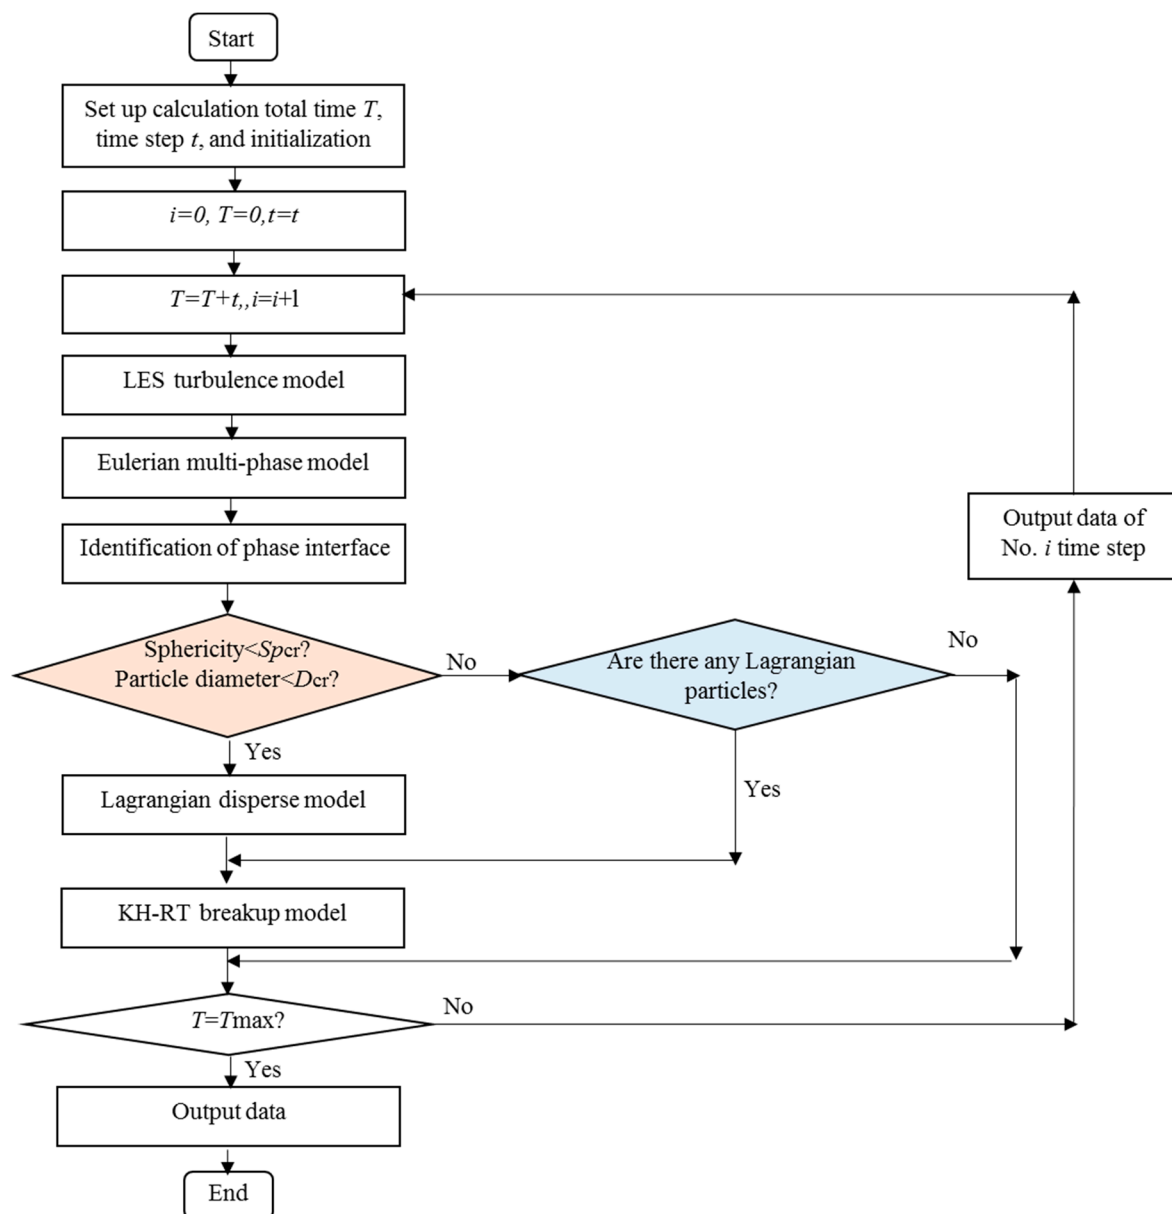 Start
Set up calculation total time T,
time step t, and initialization
i=0, T=0,t=t
T=T+t,,i=i+l
LES turbulence model
Eulerian multi-phase model
Identification of phase interface
Output data of
No. i time step
Sphericity<Spcr?
Particle diameter<Dcr?
No
Are there any Lagrangian
particles?
No
Yes
Yes
Lagrangian disperse model
KH-RT breakup model
T=Tmax?
No
Yes
Output data
End